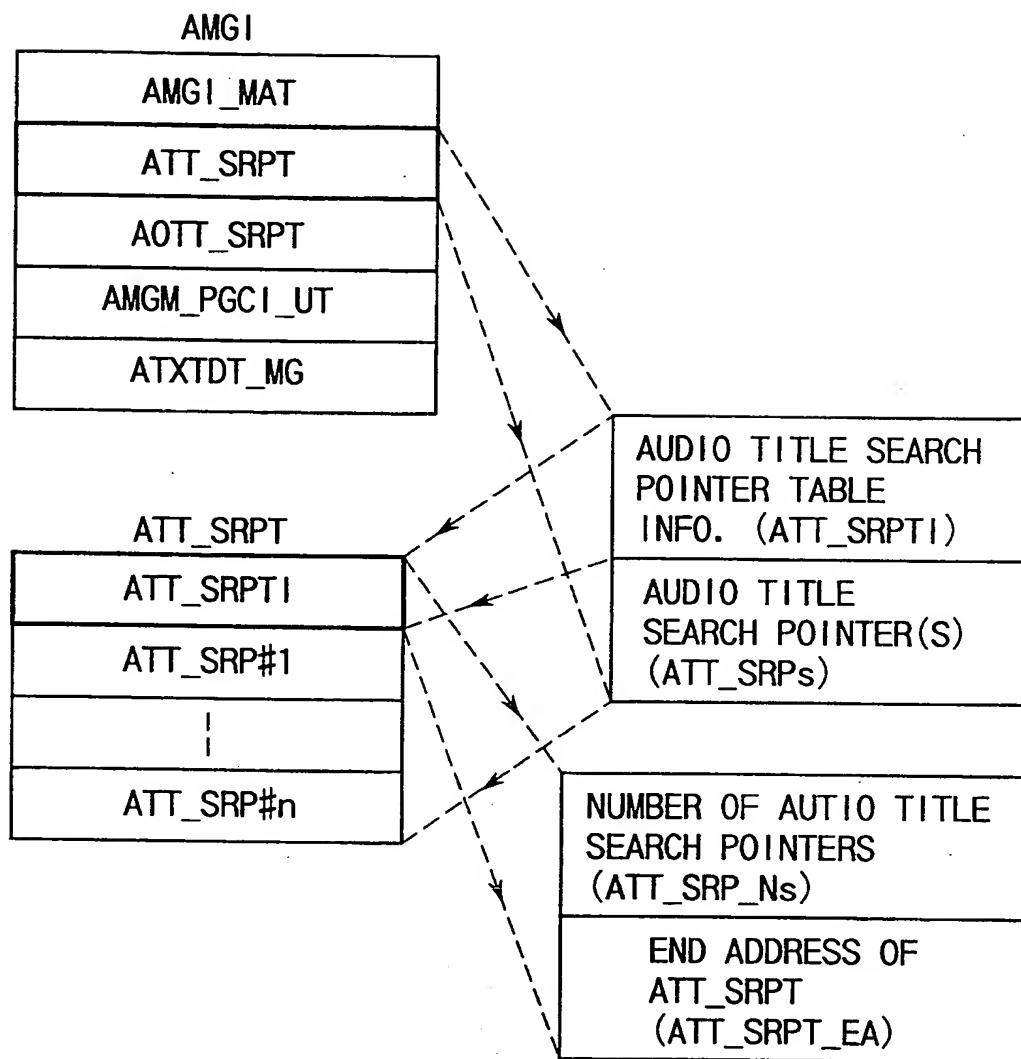 AMGI
AMGI_MAT
ATT_SRPT
AOTT_SRPT
AMGM_PGCI_UT
ATXTDT_MG
AUDIO TITLE SEARCH
POINTER TABLE
INFO. (ATT_SRPTI)
AUDIO TITLE
SEARCH POINTER(S)
(ATT_SRPs)
ATT_SRPT
ATT_SRPTI
ATT_SRP#1
ATT_SRP#n
NUMBER OF AUTIO TITLE
SEARCH POINTERS
(ATT_SRP_Ns)
END ADDRESS OF
ATT_SRPT
(ATT_SRPT_EA)